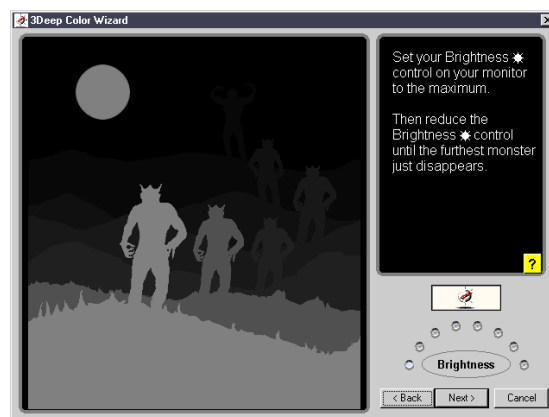 3Deep Color Wizard
Set your Brightness
control on your monitor
to the maximum.
Then reduce the
Brightness control
until the furthest monster
just disappears.
?
Brightness
< Back
Next >
Cancel